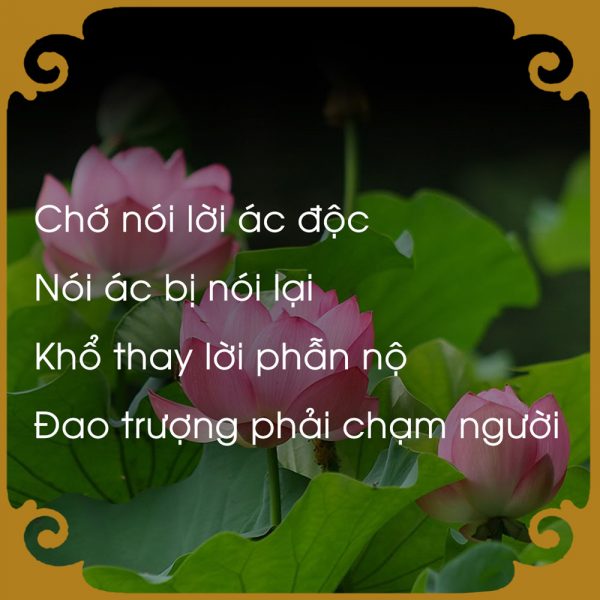 Chớ nói lời ác độc
Nói ác bị nói lại
Khổ thay lời phẫn nộ
Đao trượng phải chạm người